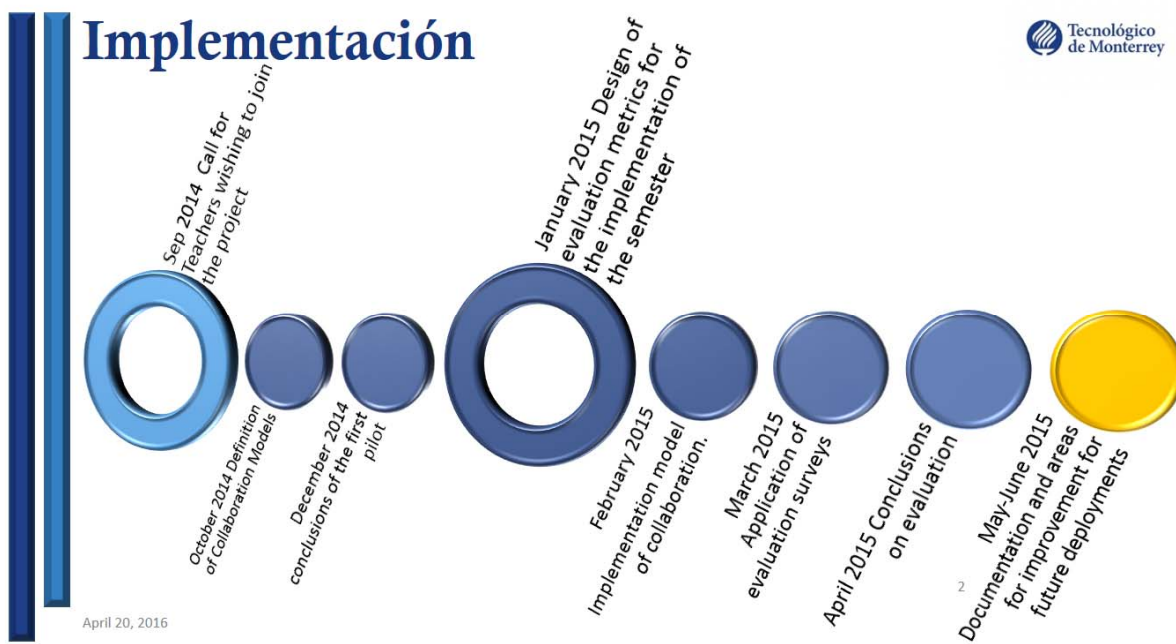 Implementación
Tecnológico
de Monterrey
Sep 2014 Call for
Teachers wishing to join
the project
October 2014 Definition
of Collaboration Models
December 2014
conclusions of the first
pilot
January 2015 Design of
evaluation metrics for
the implementation of
the semester
February 2015
Implementation model
of collaboration.
March 2015
Application of
evaluation surveys
April 2015 Conclusions
on evaluation
May-June 2015
Documentation and areas
for improvement for
future deployments
2
April 20, 2016